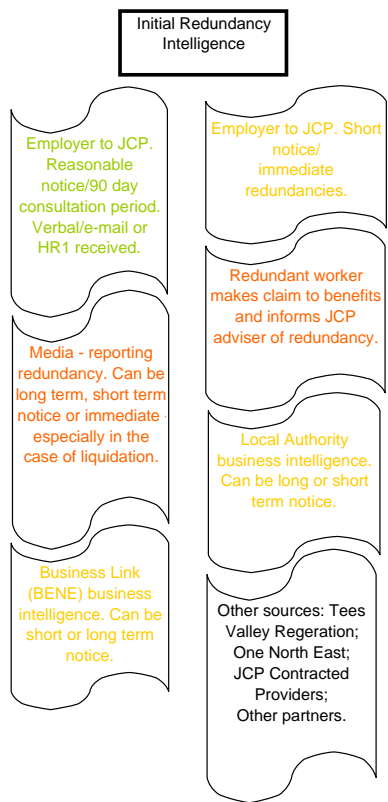 Initial Redundancy
Intelligence
Employer to JCP.
Reasonable
notice/90 day
consultation period.
Verbal/e-mail or
HR1 received.
Employer to JCP. Short
notice/
immediate
redundancies.
Redundant worker
makes claim to benefits
and informs JCP
adviser of redundancy.
Media - reporting
redundancy. Can be
long term, short term
notice or immediate -
especially in the
case of liquidation.
Local Authority
business intelligence.
Can be long or short
term notice.
Business Link
(BENE) business
intelligence. Can be
short or long term
notice.
Other sources: Tees
Valley Regeration;
One North East;
JCP Contracted
Providers;
Other partners.